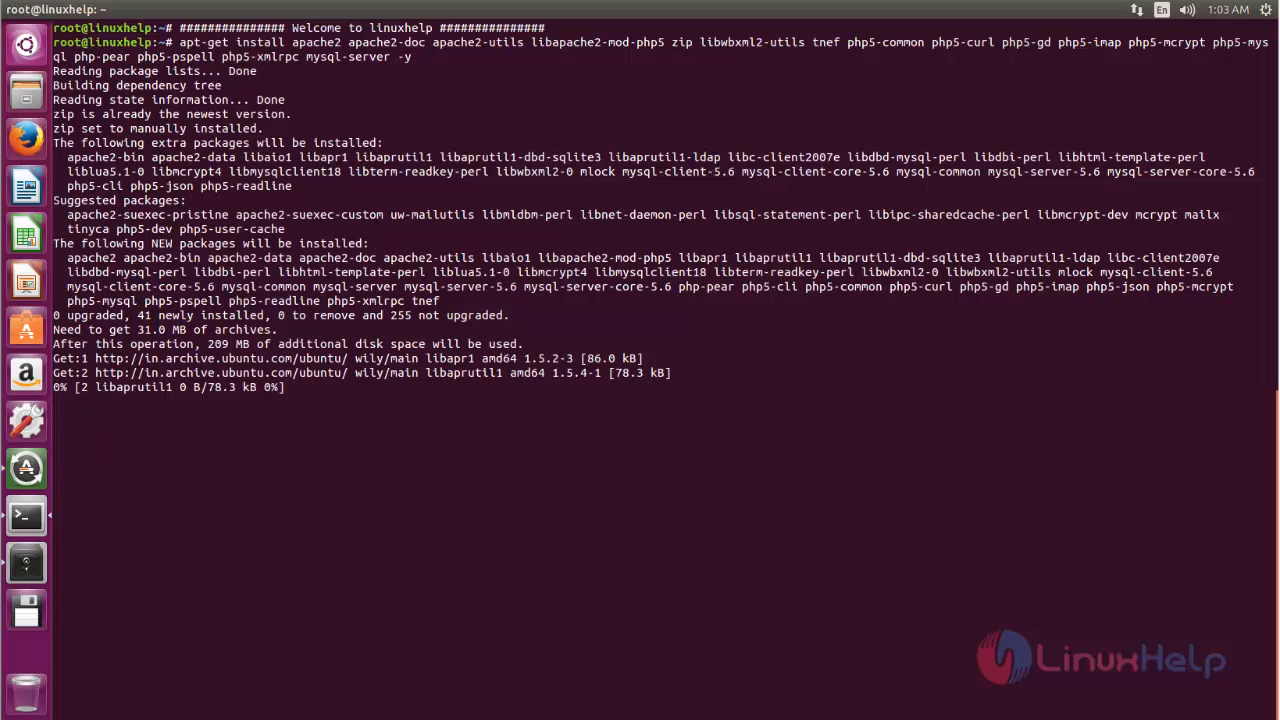 root@linuxhelp: ~
En
1:03 AM
root@linuxhelp:~# ############### Welcome to linuxhelp ###############
root@linuxhelp:~# apt-get install apache2 apache2-doc apache2-utils libapache2-mod-php5 zip libwbxml2-utils tnef php5-common php5-curl php5-gd php5-imap php5-mcrypt php5-mys
ql php-pear php5-pspell php5-xmlrpc mysql-server -y
Reading package lists... Done
Building dependency tree
Reading state information... Done
zip is already the newest version.
zip set to manually installed.
The following extra packages will be installed:
apache2-bin apache2-data libaio1 libapr1 libaprutil1 libaprutil1-dbd-sqlite3 libaprutil1-ldap libc-client2007e libdbd-mysql-perl libdbi-perl libhtml-template-perl
liblua5.1-0 libmcrypt4 libmysqlclient18 libterm-readkey-perl libwbxml2-0 mlock mysql-client-5.6 mysql-client-core-5.6 mysql-common mysql-server-5.6 mysql-server-core-5.6
php5-cli php5-json php5-readline
Suggested packages:
apache2-suexec-pristine apache2-suexec-custom uw-mailutils libmldbm-perl libnet-daemon-perl libsql-statement-perl libipc-sharedcache-perl libmcrypt-dev mcrypt mailx
tinyca php5-dev php5-user-cache
The following NEW packages will be installed:
apache2 apache2-bin apache2-data apache2-doc apache2-utils libaio1 libapache2-mod-php5 libapr1 libaprutil1 libaprutil1-dbd-sqlite3 libaprutil1-ldap libc-client2007e
libdbd-mysql-perl libdbi-perl libhtml-template-perl liblua5.1-0 libmcrypt4 libmysqlclient18 libterm-readkey-perl libwbxml2-0 libwbxml2-utils mlock mysql-client-5.6
mysql-client-core-5.6 mysql-common mysql-server mysql-server-5.6 mysql-server-core-5.6 php-pear php5-cli php5-common php5-curl php5-gd php5-imap php5-json php5-mcrypt
php5-mysql php5-pspell php5-readline php5-xmlrpc tnef
0 upgraded, 41 newly installed, 0 to remove and 255 not upgraded.
Need to get 31.0 MB of archives.
After this operation, 209 MB of additional disk space will be used.
Get:1 http://in.archive.ubuntu.com/ubuntu/ wily/main libapr1 amd64 1.5.2-3 [86.0 kB]
Get:2 http://in.archive.ubuntu.com/ubuntu/ wily/main libaprutil1 amd64 1.5.4-1 [78.3 kB]
0% [2 libaprutil1 0 B/78.3 kB 0%]
LinuxHelp